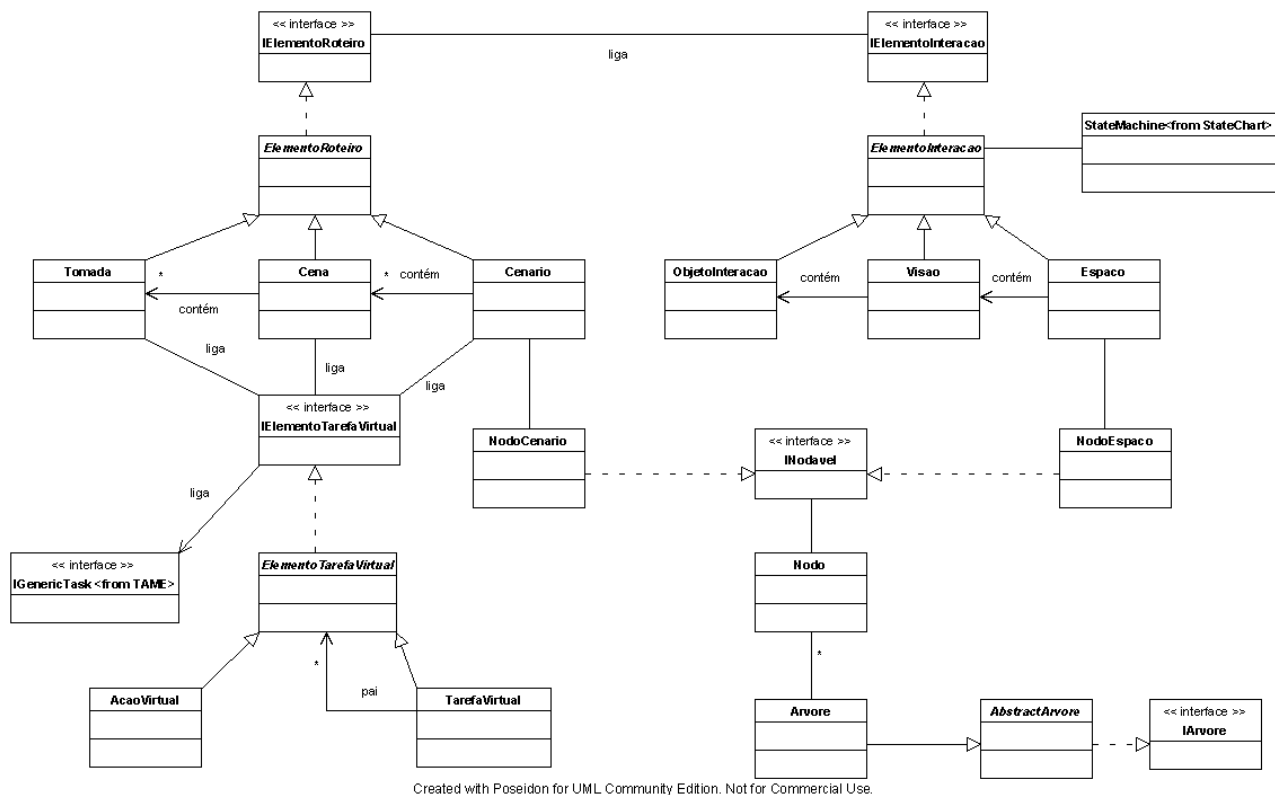 << interface >>
IElementoRoteiro
<< interface >>
IElementoInteracao
liga
StateMachine<from StateChart>
ElementoRoteiro
ElementoInteracao
Tomada
*
Cena
*
contém
Cenario
ObjetoInteracao
contém
Visao
contém
Espaco
contém
liga
liga
liga
<< interface >>
IElementoTarefaVirtual
NodoCenario
<< interface >>
INodavel
NodoEspaco
liga
<< interface >>
IGenericTask <from TAME>
ElementoTarefaVirtual
Nodo
*
*
pai
AcaoVirtual
TarefaVirtual
Arvore
AbstractArvore
<< interface >>
IArvore
Created with Poseidon for UML Community Edition. Not for Commercial Use.